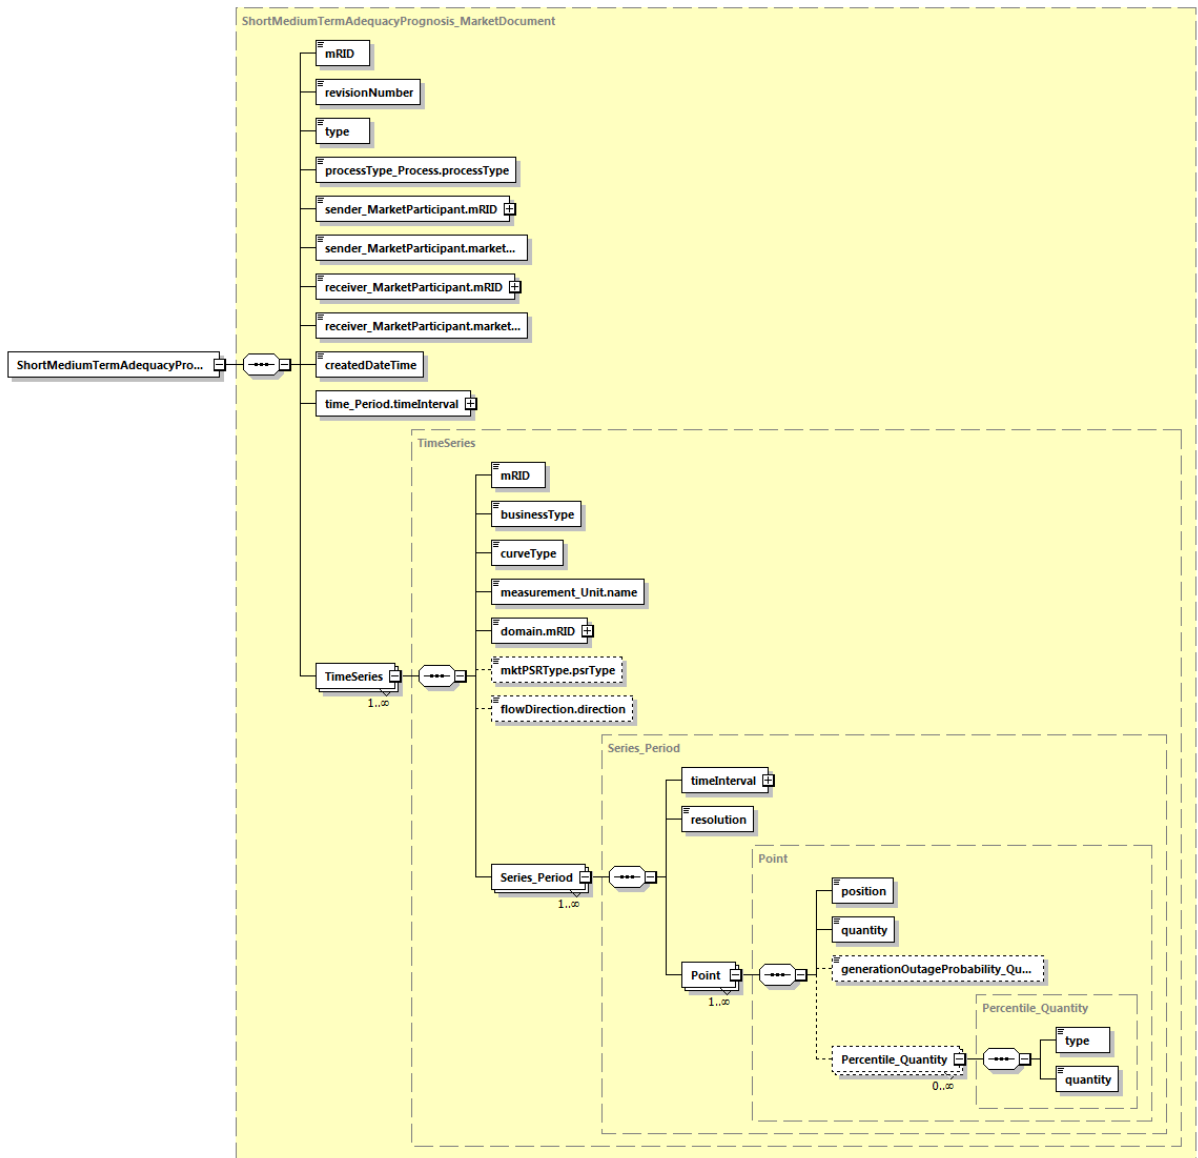 ShortMediumTermAdequacyPrognosis_MarketDocument
mRID
revisionNumber
type
processType_Process.processType
sender_MarketParticipant.mRID
sender_MarketParticipant.market...
receiver_MarketParticipant.mRID
receiver_MarketParticipant.market...
ShortMediumTermAdequacyPro...
createdDateTime
time_Period.timeInterval
TimeSeries
mRID
businessType
curveType
measurement_Unit.name
domain.mRID
mktPSRType.psrType
TimeSeries
1..∞
flowDirection.direction
Series_Period
timeInterval
resolution
Point
Series_Period
1..∞
position
quantity
generationOutageProbability_Qu...
Point
1..∞
Percentile_Quantity
type
Percentile_Quantity
0..∞
quantity